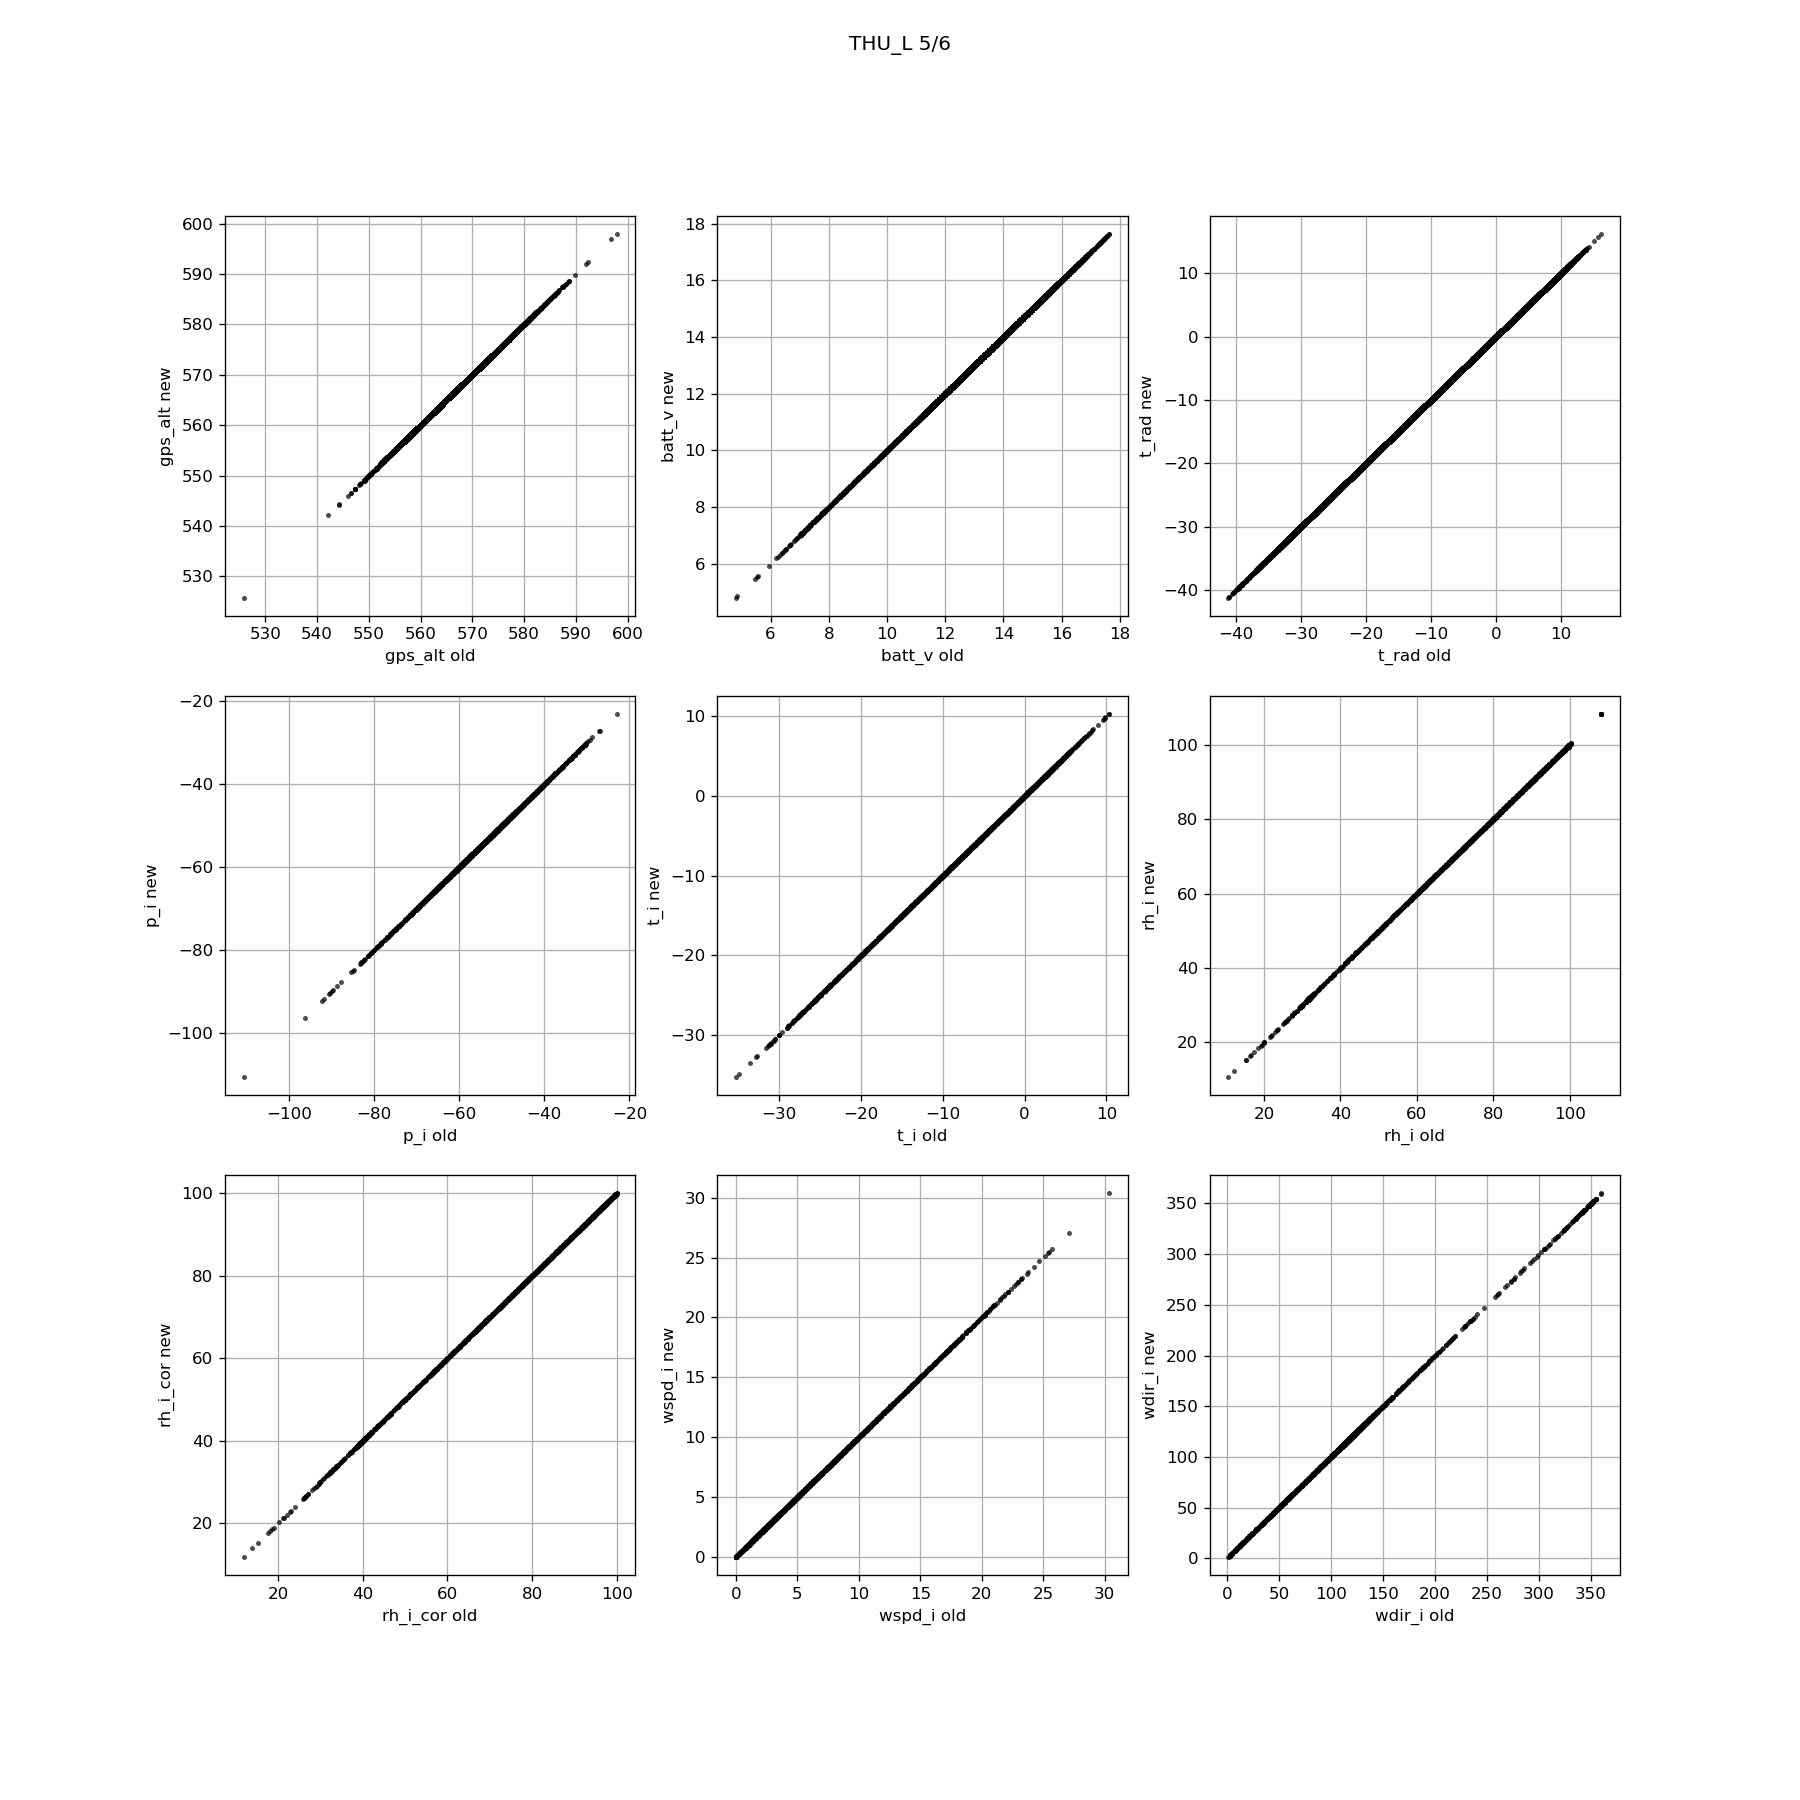 THU_L 5/6
600
590
580
570
560
550
540
530
gps_alt new
530 540 550 560 570 580 590 600
gps_alt old
18
16
14
12
10
8
6
batt_v new
6 8 10 12 14 16 18
batt_v old
10
0
−10
−20
−30
−40
t_rad new
−40 −30 −20 −10 0 10
t_rad old
−20
−40
−60
−80
−100
p_i new
−100 −80 −60 −40 −20
p_i old
10
0
−10
−20
−30
t_i new
−30 −20 −10 0 10
t_i old
100
80
60
40
20
rh_i new
20 40 60 80 100
rh_i old
100
80
60
40
20
rh_i_cor new
20 40 60 80 100
rh_i_cor old
30
25
20
15
10
5
0
wspd_i new
0 5 10 15 20 25 30
wspd_i old
350
300
250
200
150
100
50
0
wdir_i new
0 50 100 150 200 250 300 350
wdir_i old